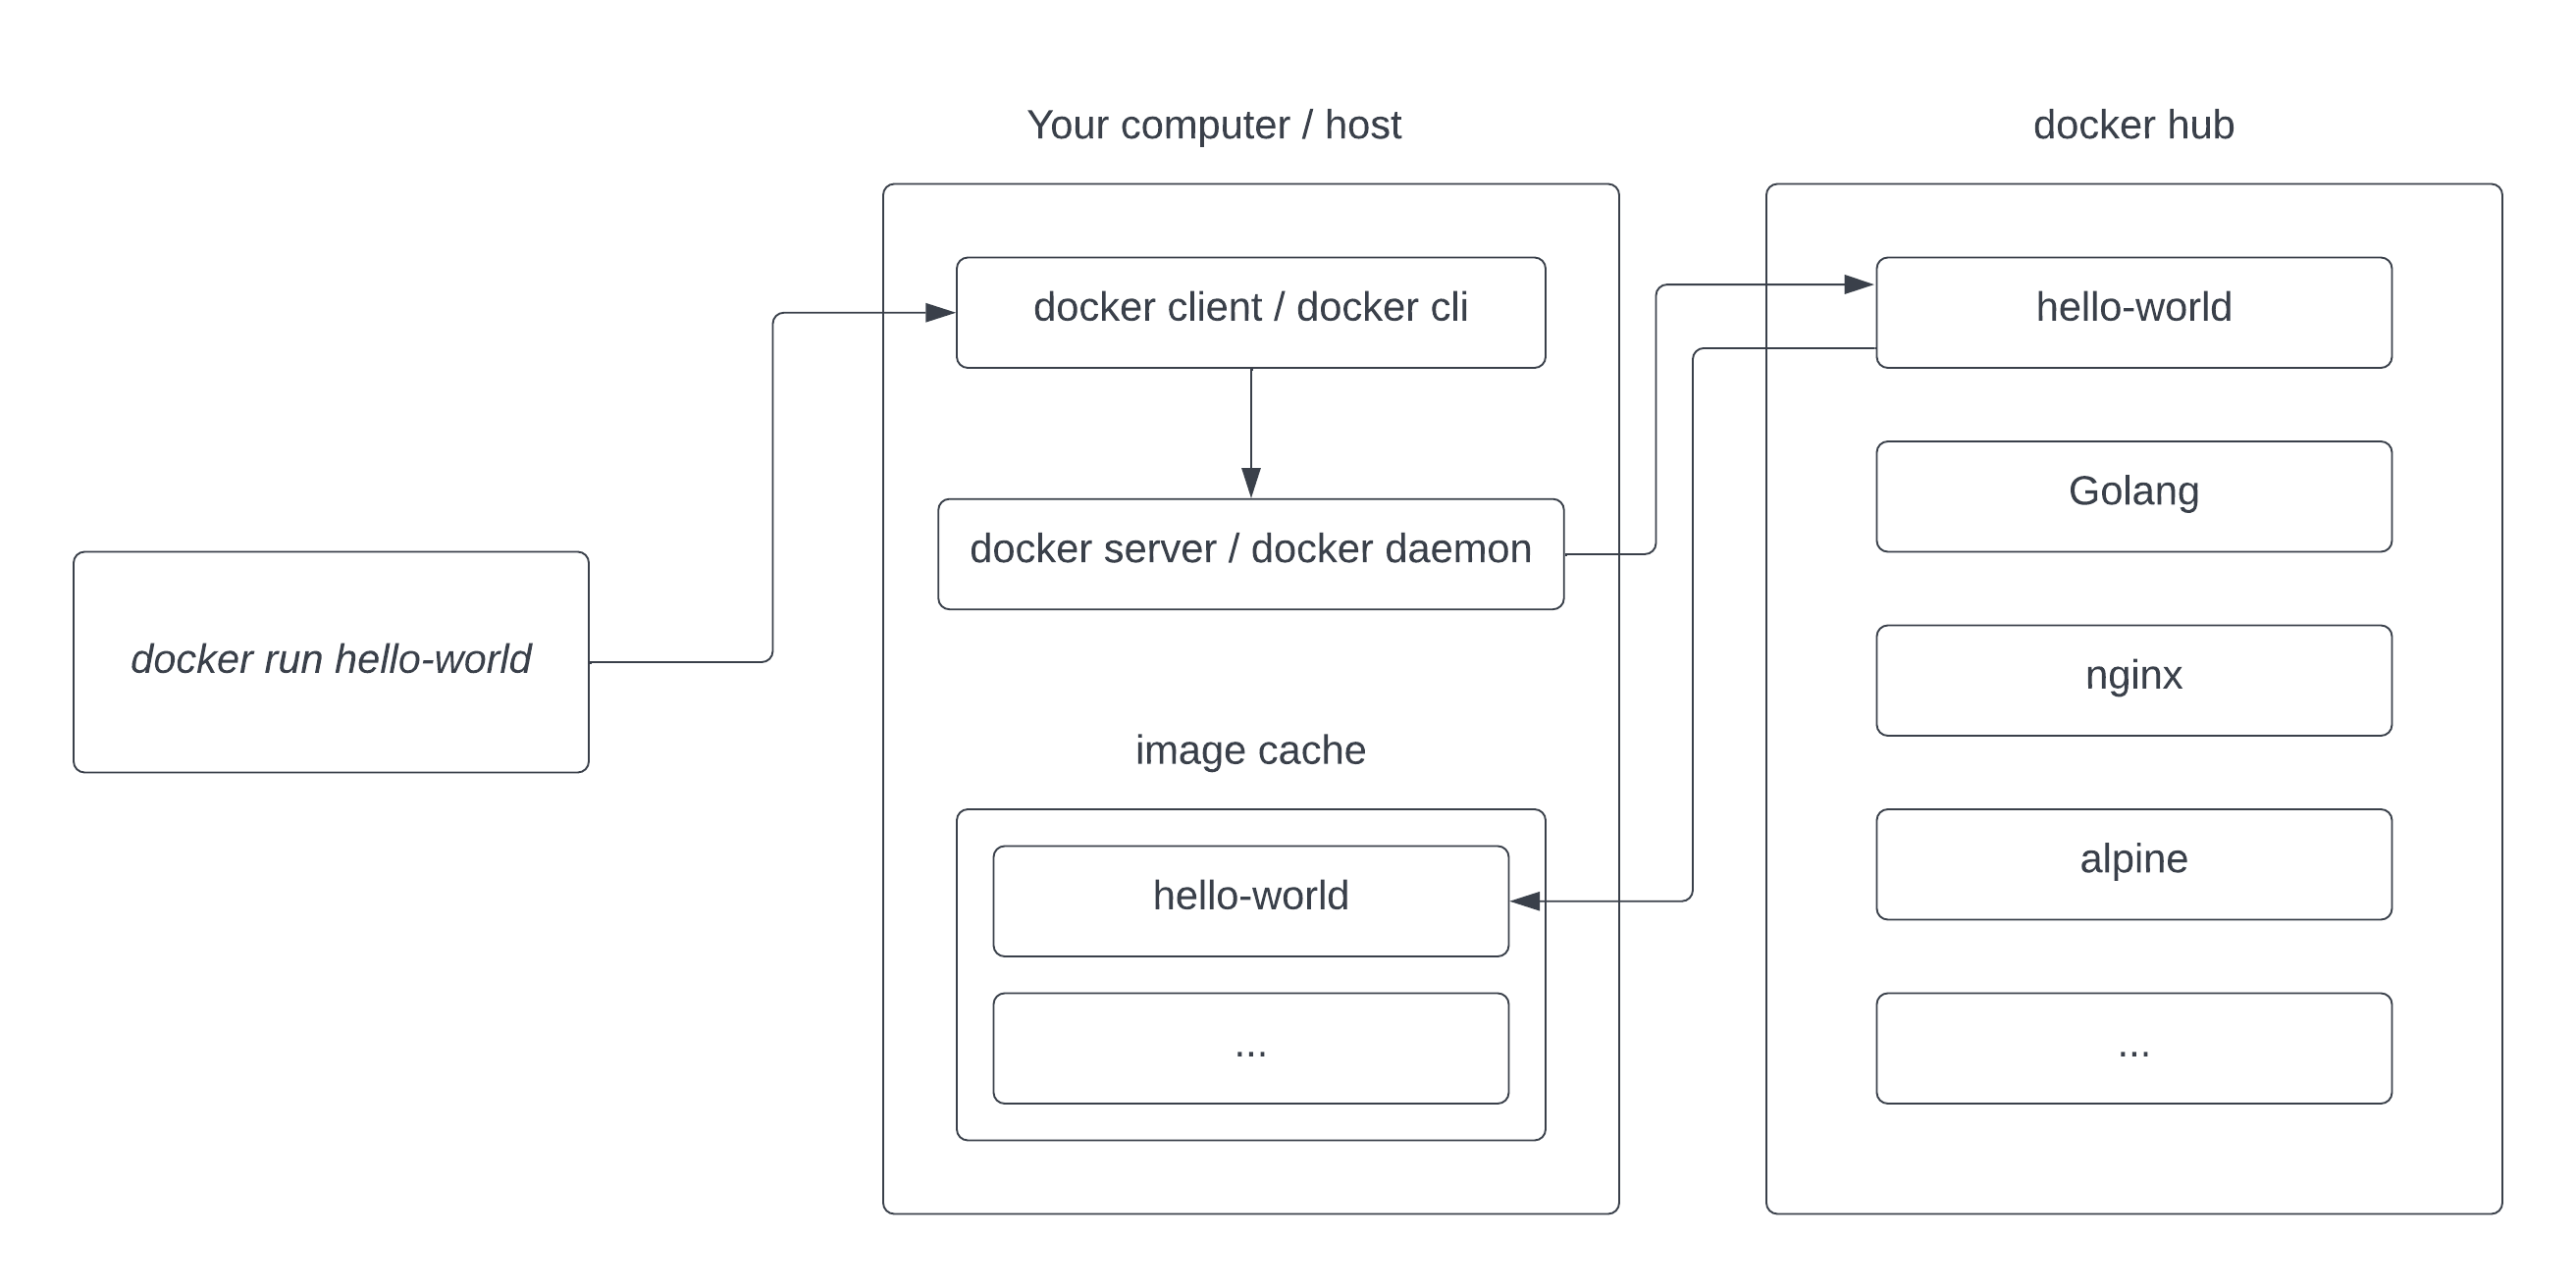 Your computer / host
docker hub
docker run hello-world
docker client / docker cli
docker server / docker daemon
image cache
hello-world
...
hello-world
Golang
nginx
alpine
...